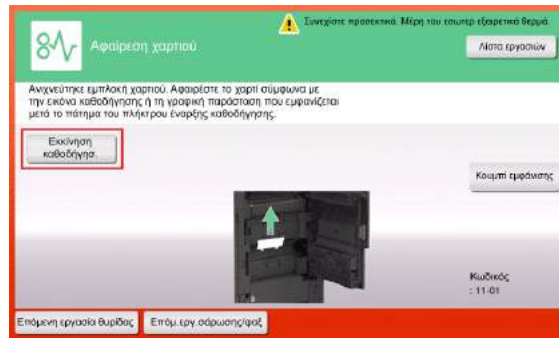 Συνεχίστε προσεκτικά. Μέρη του εσωτερ εξαιρετικά θερμά.
Αφαίρεση χαρτιού
Λίστα εργασιών
Ανιχνεύτηκε εμπλοκή χαρτιού. Αφαιρέστε το χαρτί σύμφωνα με
την εικόνα καθοδήγησης ή τη γραφική παράσταση που εμφανίζεται
μετά το πάτημα του πλήκτρου έναρξης καθοδήγησης.
Εκκίνηση
καθοδήγησ.
Κουμπί εμφάνισης
Κωδικός
: 11-01
Επόμενη εργασία θυρίδας
Επόμ.εργ.σάρωσης/φαξ